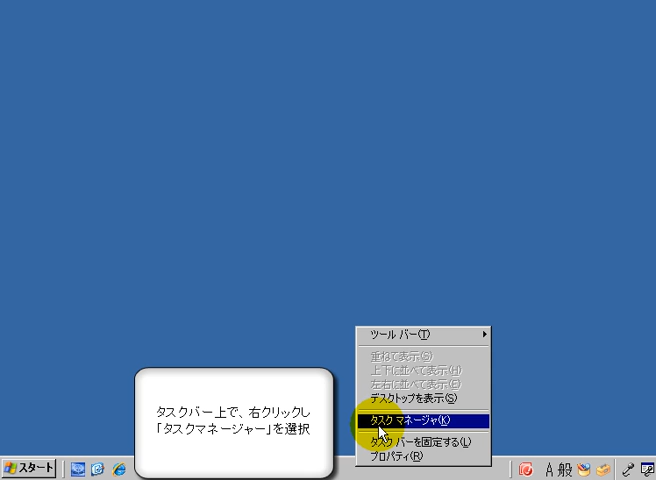 ツール バー(T)
重ねて表示(S)
上下に並べて表示(H)
左右に並べて表示(E)
デスクトップを表示(S)
タスク マネージャ(K)
タスク バーを固定する(L)
プロパティ(R)
タスクバー上で、右クリックし
「タスクマネージャー」を選択
スタート
A 般